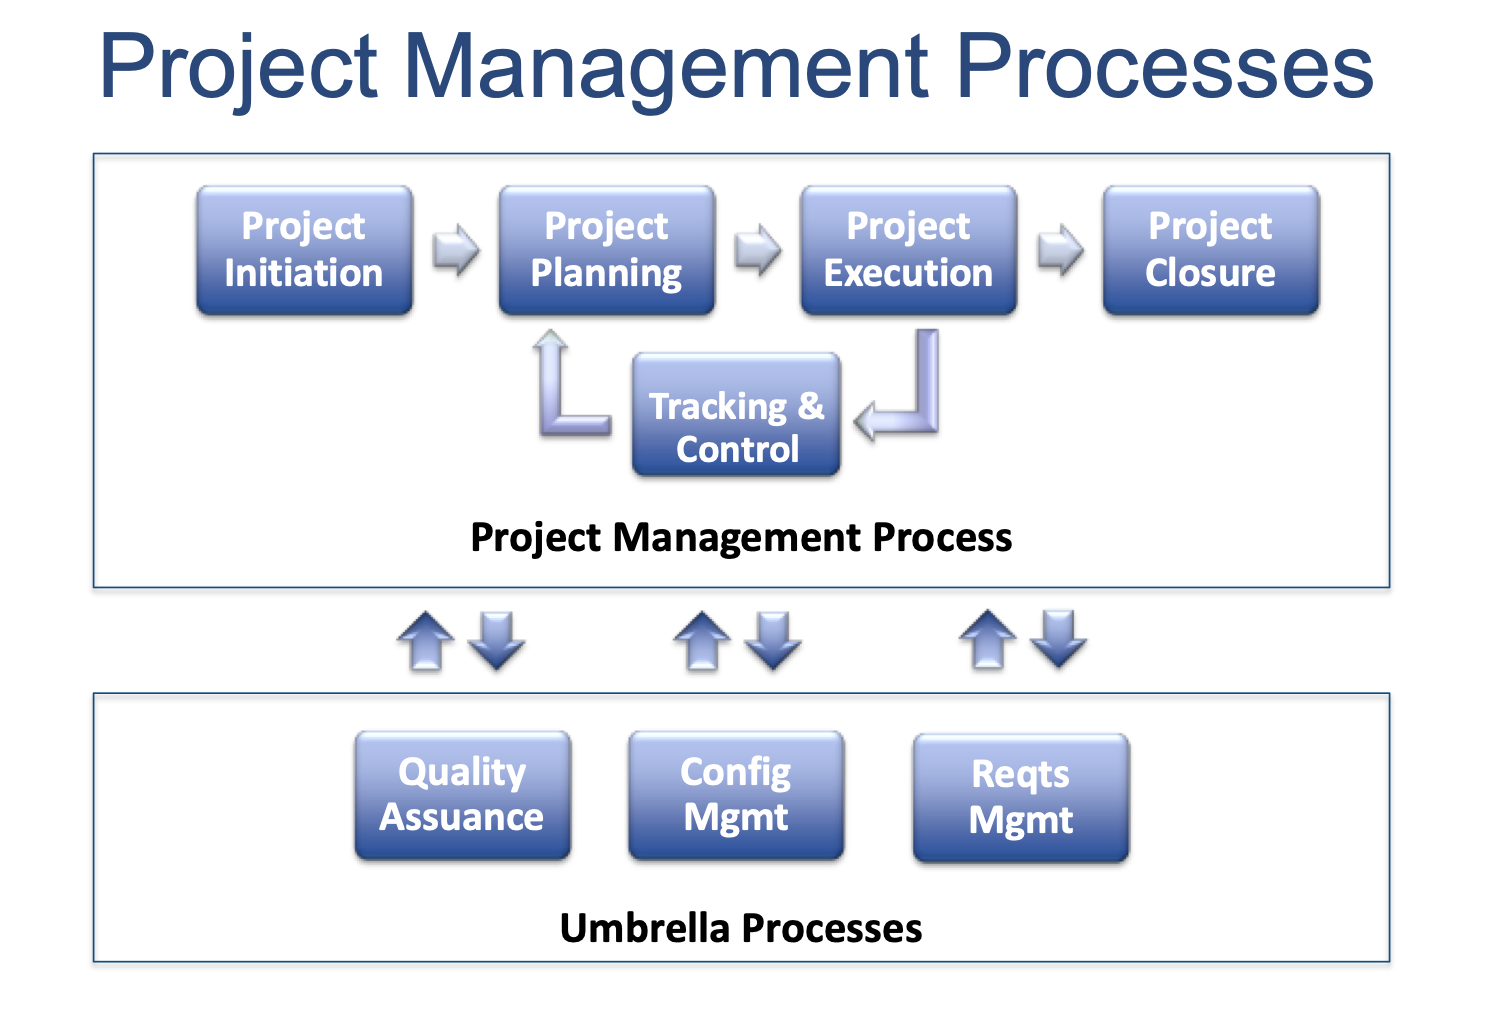 Project Management Processes
Project
Initiation
Project
Planning
Project
Execution
Project
Closure
Tracking &
Control
Project Management Process
Quality
Assuance
Config
Mgmt
Reqts
Mgmt
Umbrella Processes